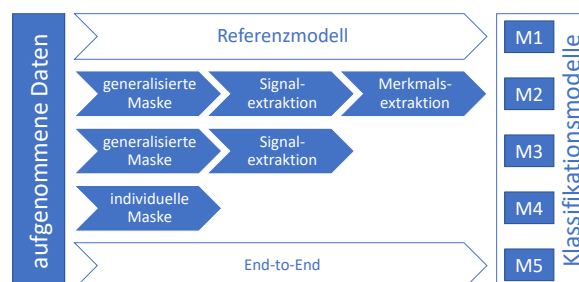 aufgenommene Daten
Referenzmodell
M1
generalisierte
Maske
Signal-
extraktion
Merkmals-
extraktion
M2
generalisierte
Maske
Signal-
extraktion
M3
individuelle
Maske
M4
End-to-End
M5
Klassifikationsmodelle